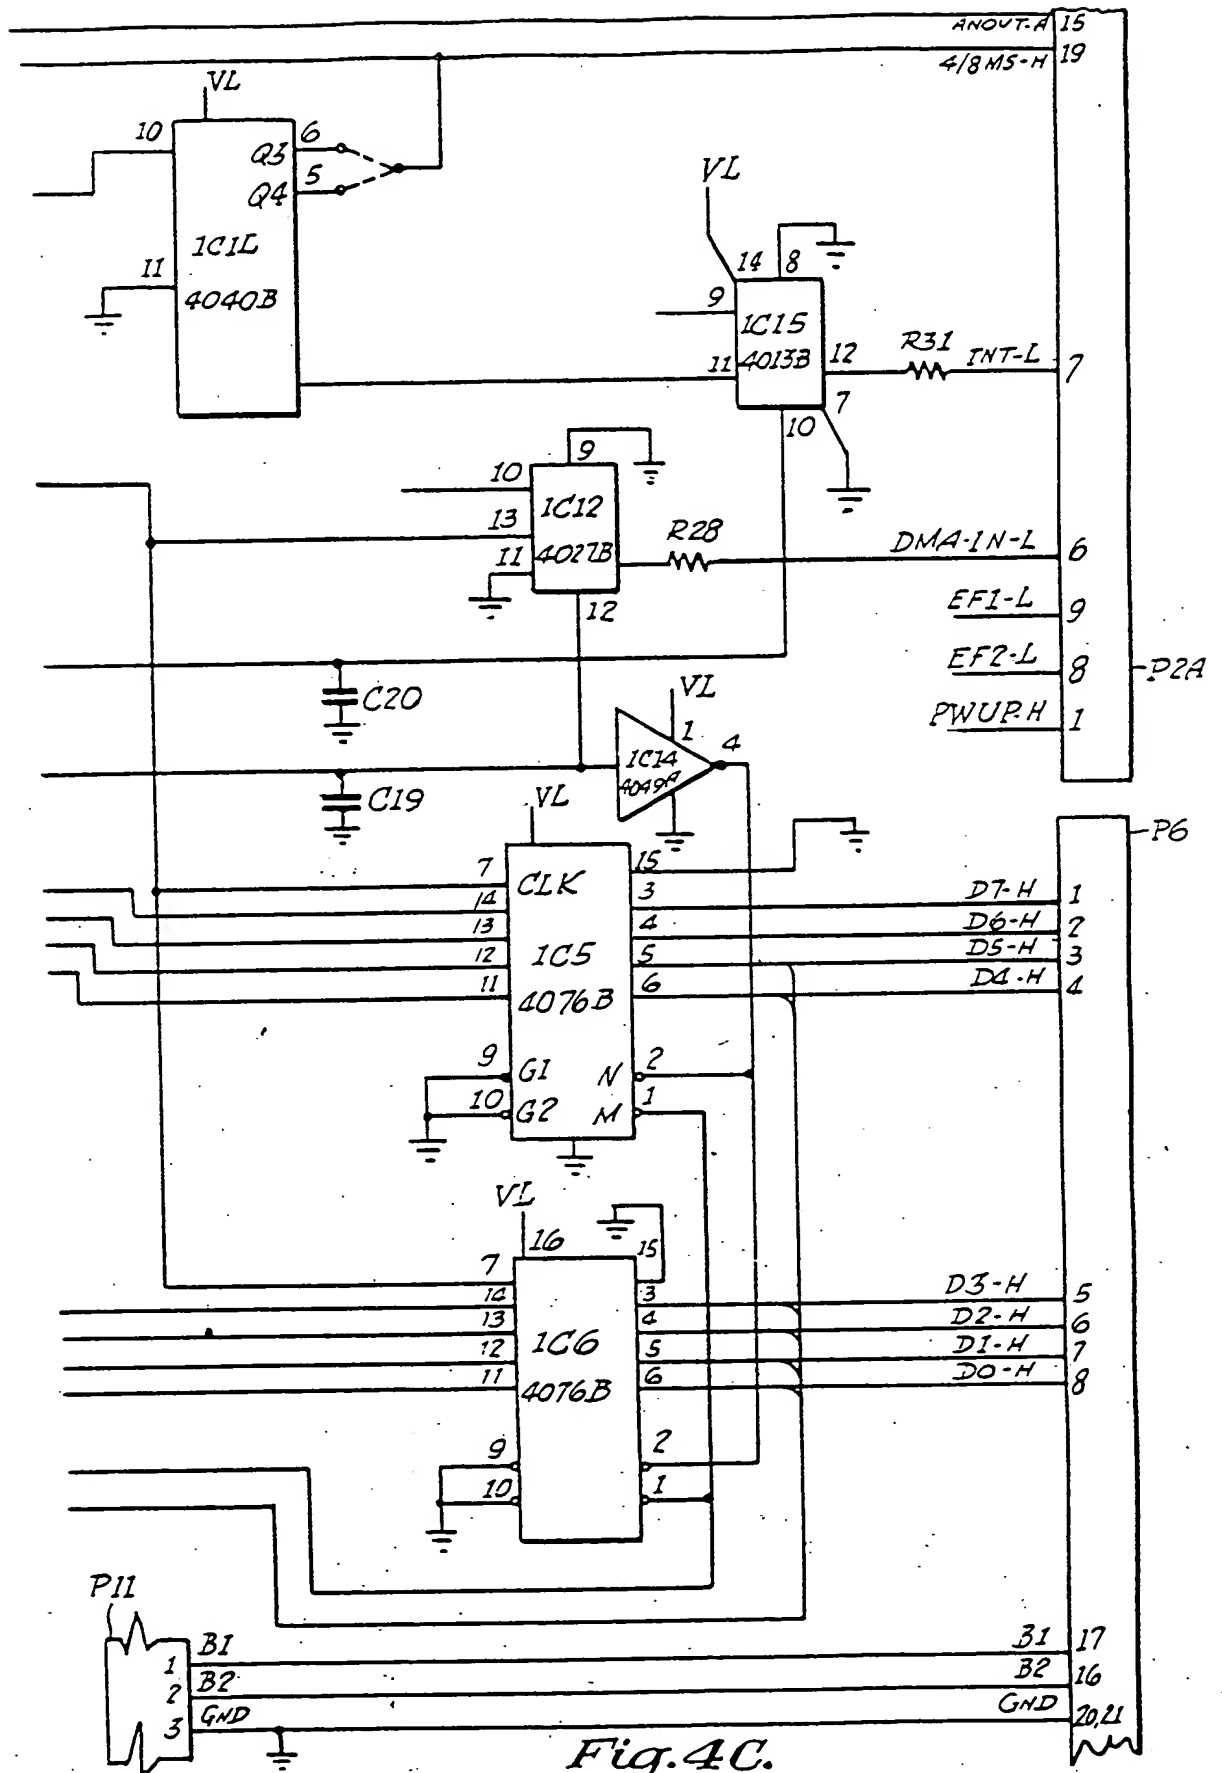 ANOUT-A 15
4/8MS-H 19
VL
10
Q3 6
Q4 5
1C1L
11
4040B
VL
14 8
9
1C15
11 4013B 12 R31 INT-L 7
7
10
9
10
1C12
13
R28
11 4027B
DMA-IN-L 6
12
EF1-L 9
EF2-L 8
P2A
C20
VL
PWUP-H 1
1 4
1C14
4049A
C19
VL
P6
15
7 CLK
3 D7-H 1
14
4 D6-H 2
13
1C5
5 D5-H 3
12
6 D4-H 4
11 4076B
9 G1 N 2
10 G2 M 1
VL
16 15
7
14 3 D3-H 5
13 4 D2-H 6
1C6
12 5 D1-H 7
11 6 D0-H 8
4076B
9 2
10 1
P11
1 B1 B1 17
2 B2 B2 16
3 GND GND 20,21
Fig. 4C.